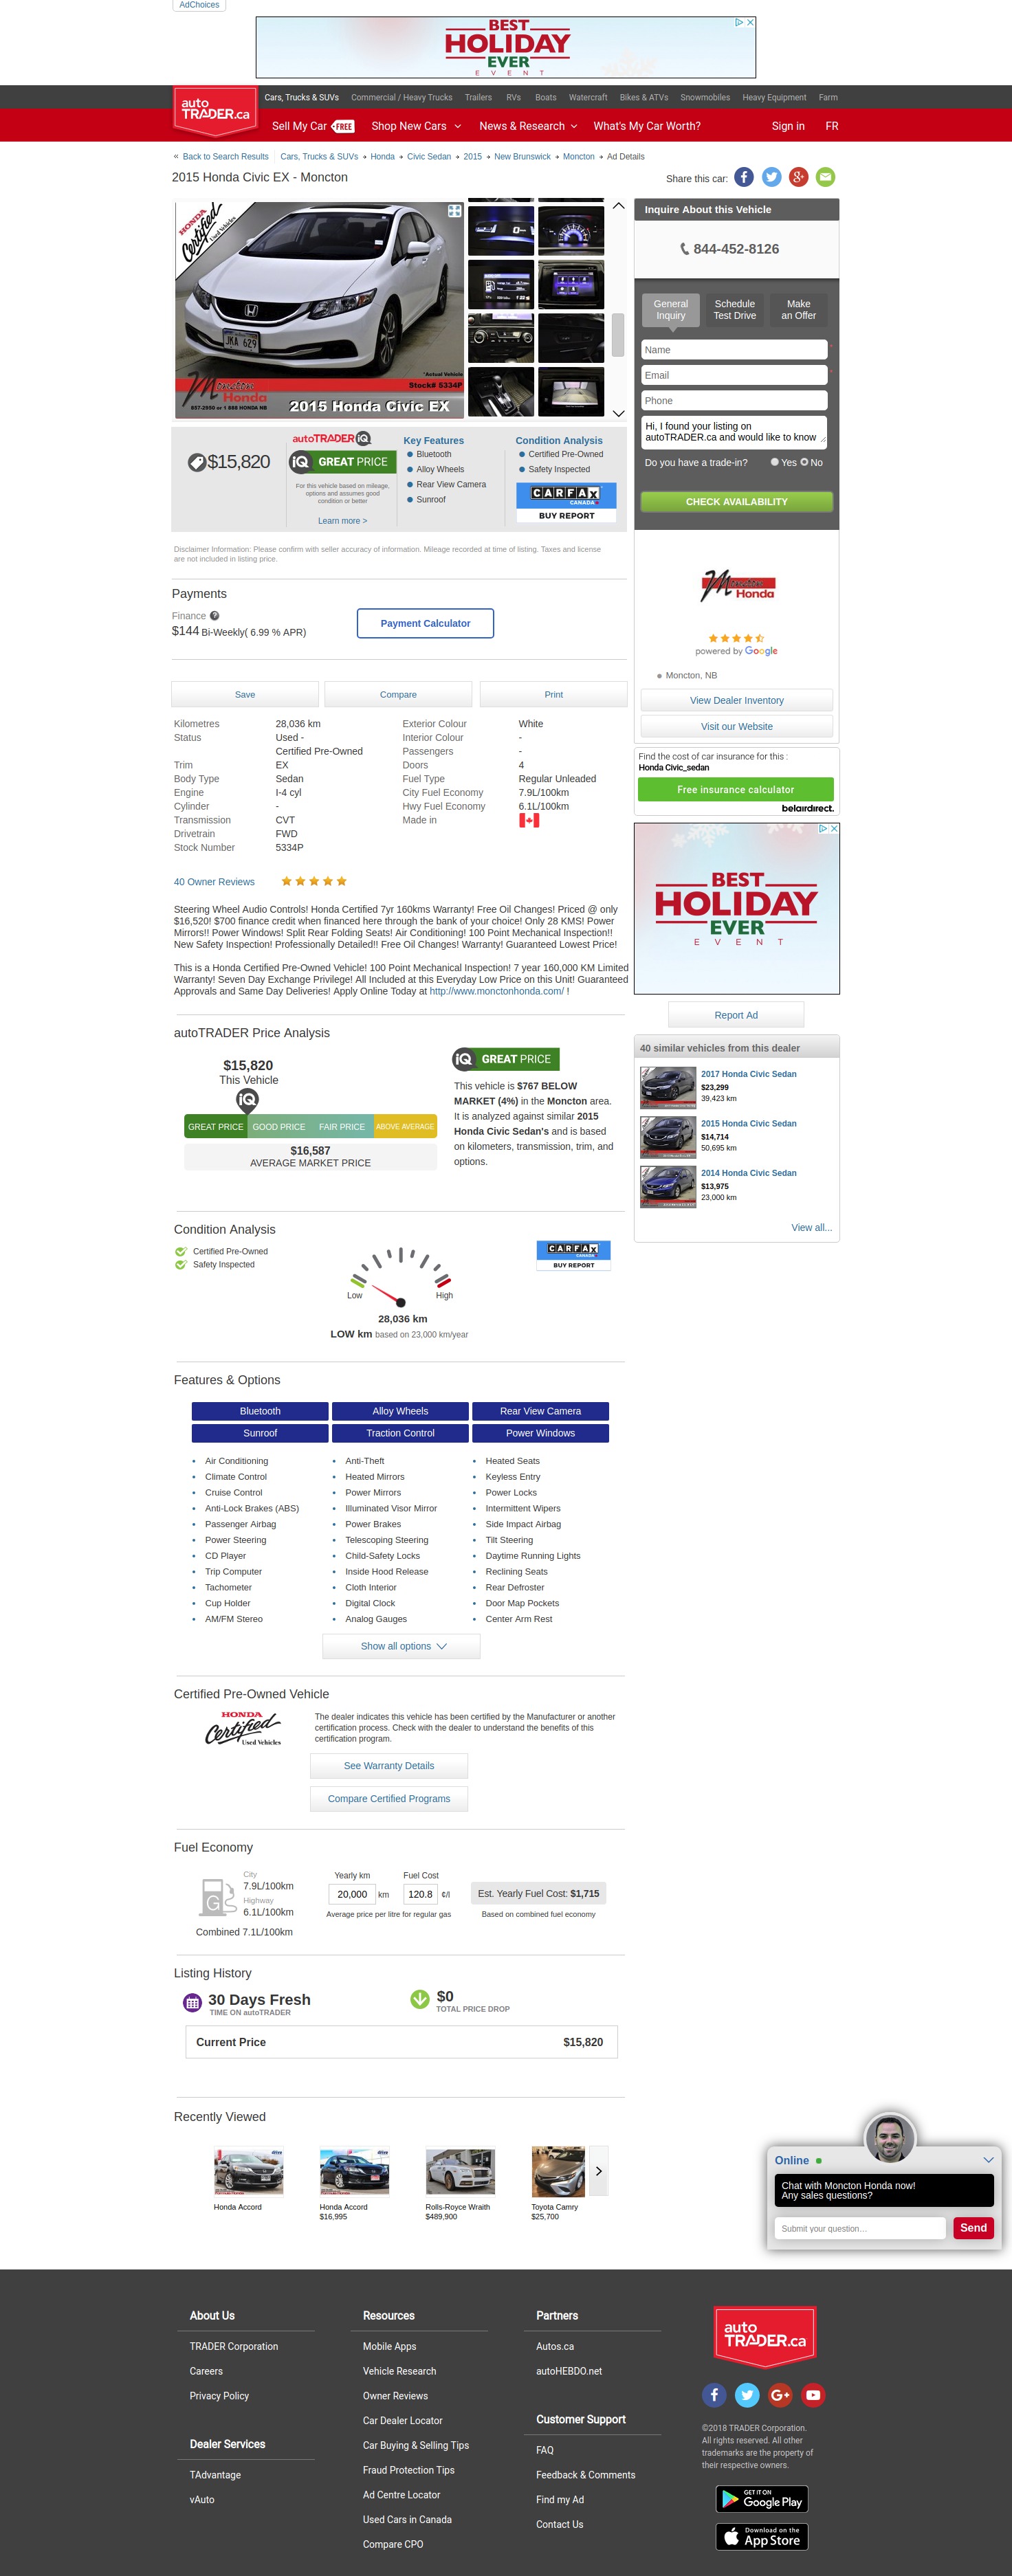 AdChoices
BEST
HOLIDAY
EVER
EVENT
auto
TRADER.ca
Cars, Trucks & SUVs Commercial / Heavy Trucks Trailers RVs Boats Watercraft Bikes & ATVs Snowmobiles Heavy Equipment Farm
Sell My Car FREE Shop New Cars News & Research What's My Car Worth? Sign in FR
« Back to Search Results Cars, Trucks & SUVs Honda Civic Sedan 2015 New Brunswick Moncton Ad Details
2015 Honda Civic EX - Moncton
Share this car:
HONDA
Certified
Used Vehicles
JKA 629
*Actual Vehicle
Stock# 5334P
Moncton
Honda
857-2950 or 1 888 HONDA NB
2015 Honda Civic EX
Inquire About this Vehicle
844-452-8126
General
Inquiry
Schedule
Test Drive
Make
an Offer
Name
Email
Phone
Hi, I found your listing on
autoTRADER.ca and would like to know
Do you have a trade-in? Yes No
CHECK AVAILABILITY
$15,820
autoTRADER iQ
iQ GREAT PRICE
For this vehicle based on mileage,
options and assumes good
condition or better
Learn more >
Key Features
Bluetooth
Alloy Wheels
Rear View Camera
Sunroof
Condition Analysis
Certified Pre-Owned
Safety Inspected
CARFAX
CANADA
BUY REPORT
Disclaimer Information: Please confirm with seller accuracy of information. Mileage recorded at time of listing. Taxes and license
are not included in listing price.
Payments
Finance ?
$144 Bi-Weekly( 6.99 % APR)
Payment Calculator
Moncton
Honda
powered by Google
Moncton, NB
View Dealer Inventory
Visit our Website
Save Compare Print
Kilometres 28,036 km
Status Used -
Certified Pre-Owned
Trim EX
Body Type Sedan
Engine I-4 cyl
Cylinder -
Transmission CVT
Drivetrain FWD
Stock Number 5334P
Exterior Colour White
Interior Colour -
Passengers -
Doors 4
Fuel Type Regular Unleaded
City Fuel Economy 7.9L/100km
Hwy Fuel Economy 6.1L/100km
Made in
Find the cost of car insurance for this :
Honda Civic_sedan
Free insurance calculator
belairdirect.
40 Owner Reviews
Steering Wheel Audio Controls! Honda Certified 7yr 160kms Warranty! Free Oil Changes! Priced @ only
$16,520! $700 finance credit when financed here through the bank of your choice! Only 28 KMS! Power
Mirrors!! Power Windows! Split Rear Folding Seats! Air Conditioning! 100 Point Mechanical Inspection!!
New Safety Inspection! Professionally Detailed!! Free Oil Changes! Warranty! Guaranteed Lowest Price!
This is a Honda Certified Pre-Owned Vehicle! 100 Point Mechanical Inspection! 7 year 160,000 KM Limited
Warranty! Seven Day Exchange Privilege! All Included at this Everyday Low Price on this Unit! Guaranteed
Approvals and Same Day Deliveries! Apply Online Today at http://www.monctonhonda.com/ !
BEST
HOLIDAY
EVER
EVENT
Report Ad
40 similar vehicles from this dealer
2017 Honda Civic Sedan
$23,299
39,423 km
2015 Honda Civic Sedan
$14,714
50,695 km
2014 Honda Civic Sedan
$13,975
23,000 km
View all...
autoTRADER Price Analysis
$15,820
This Vehicle
iQ
GREAT PRICE GOOD PRICE FAIR PRICE ABOVE AVERAGE
$16,587
AVERAGE MARKET PRICE
iQ GREAT PRICE
This vehicle is $767 BELOW
MARKET (4%) in the Moncton area.
It is analyzed against similar 2015
Honda Civic Sedan's and is based
on kilometers, transmission, trim, and
options.
Condition Analysis
Certified Pre-Owned
Safety Inspected
Low High
28,036 km
LOW km based on 23,000 km/year
CARFAX
CANADA
BUY REPORT
Features & Options
Bluetooth Alloy Wheels Rear View Camera
Sunroof Traction Control Power Windows
Air Conditioning Anti-Theft Heated Seats
Climate Control Heated Mirrors Keyless Entry
Cruise Control Power Mirrors Power Locks
Anti-Lock Brakes (ABS) Illuminated Visor Mirror Intermittent Wipers
Passenger Airbag Power Brakes Side Impact Airbag
Power Steering Telescoping Steering Tilt Steering
CD Player Child-Safety Locks Daytime Running Lights
Trip Computer Inside Hood Release Reclining Seats
Tachometer Cloth Interior Rear Defroster
Cup Holder Digital Clock Door Map Pockets
AM/FM Stereo Analog Gauges Center Arm Rest
Show all options
Certified Pre-Owned Vehicle
HONDA
Certified
Used Vehicles
The dealer indicates this vehicle has been certified by the Manufacturer or another
certification process. Check with the dealer to understand the benefits of this
certification program.
See Warranty Details
Compare Certified Programs
Fuel Economy
G
City
7.9L/100km
Highway
6.1L/100km
Combined 7.1L/100km
Yearly km Fuel Cost
20,000 km 120.8 ¢/l
Average price per litre for regular gas
Est. Yearly Fuel Cost: $1,715
Based on combined fuel economy
Listing History
30 Days Fresh
TIME ON autoTRADER
$0
TOTAL PRICE DROP
Current Price $15,820
Recently Viewed
Honda Accord
Honda Accord
$16,995
Rolls-Royce Wraith
$489,900
Toyota Camry
$25,700
Online
Chat with Moncton Honda now!
Any sales questions?
Submit your question...
Send
About Us
TRADER Corporation
Careers
Privacy Policy
Dealer Services
TAdvantage
vAuto
Resources
Mobile Apps
Vehicle Research
Owner Reviews
Car Dealer Locator
Car Buying & Selling Tips
Fraud Protection Tips
Ad Centre Locator
Used Cars in Canada
Compare CPO
Partners
Autos.ca
autoHEBDO.net
Customer Support
FAQ
Feedback & Comments
Find my Ad
Contact Us
auto
TRADER.ca
©2018 TRADER Corporation.
All rights reserved. All other
trademarks are the property of
their respective owners.
GET IT ON
Google Play
Download on the
App Store